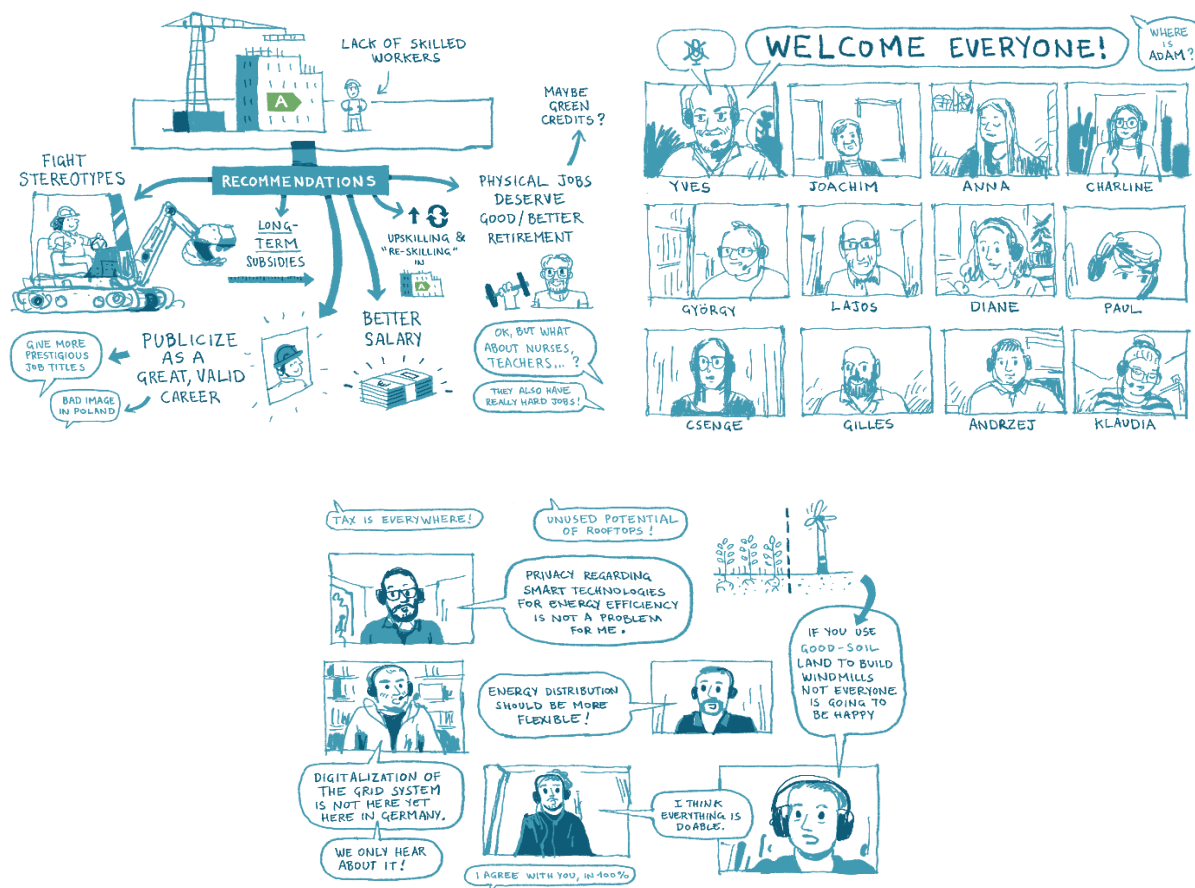 LACK OF SKILLED
WORKERS
A
RECOMMENDATIONS
FIGHT
STEREOTYPES
LONG-
TERM
SUBSIDIES
UPSKILLING &
"RE-SKILLING"
IN
A
PHYSICAL JOBS
DESERVE
GOOD/BETTER
RETIREMENT
MAYBE
GREEN
CREDITS?
PUBLICIZE
AS A
GREAT, VALID
CAREER
GIVE MORE
PRESTIGIOUS
JOB TITLES
BAD IMAGE
IN POLAND
BETTER
SALARY
OK, BUT WHAT
ABOUT NURSES,
TEACHERS...?
THEY ALSO HAVE
REALLY HARD JOBS!
WELCOME EVERYONE!
WHERE
IS
ADAM?
YVES
JOACHIM
ANNA
CHARLINE
GYÖRGY
LAJOS
DIANE
PAUL
CSENGE
GILLES
ANDRZEJ
KLAUDIA
TAX IS EVERYWHERE!
UNUSED POTENTIAL
OF ROOFTOPS!
PRIVACY REGARDING
SMART TECHNOLOGIES
FOR ENERGY EFFICIENCY
IS NOT A PROBLEM
FOR ME.
IF YOU USE
GOOD-SOIL
LAND TO BUILD
WINDMILLS
NOT EVERYONE
IS GOING TO
BE HAPPY
ENERGY DISTRIBUTION
SHOULD BE MORE
FLEXIBLE!
DIGITALIZATION OF
THE GRID SYSTEM
IS NOT HERE YET
HERE IN GERMANY.
WE ONLY HEAR
ABOUT IT!
I THINK
EVERYTHING IS
DOABLE.
I AGREE WITH YOU, IN 100%